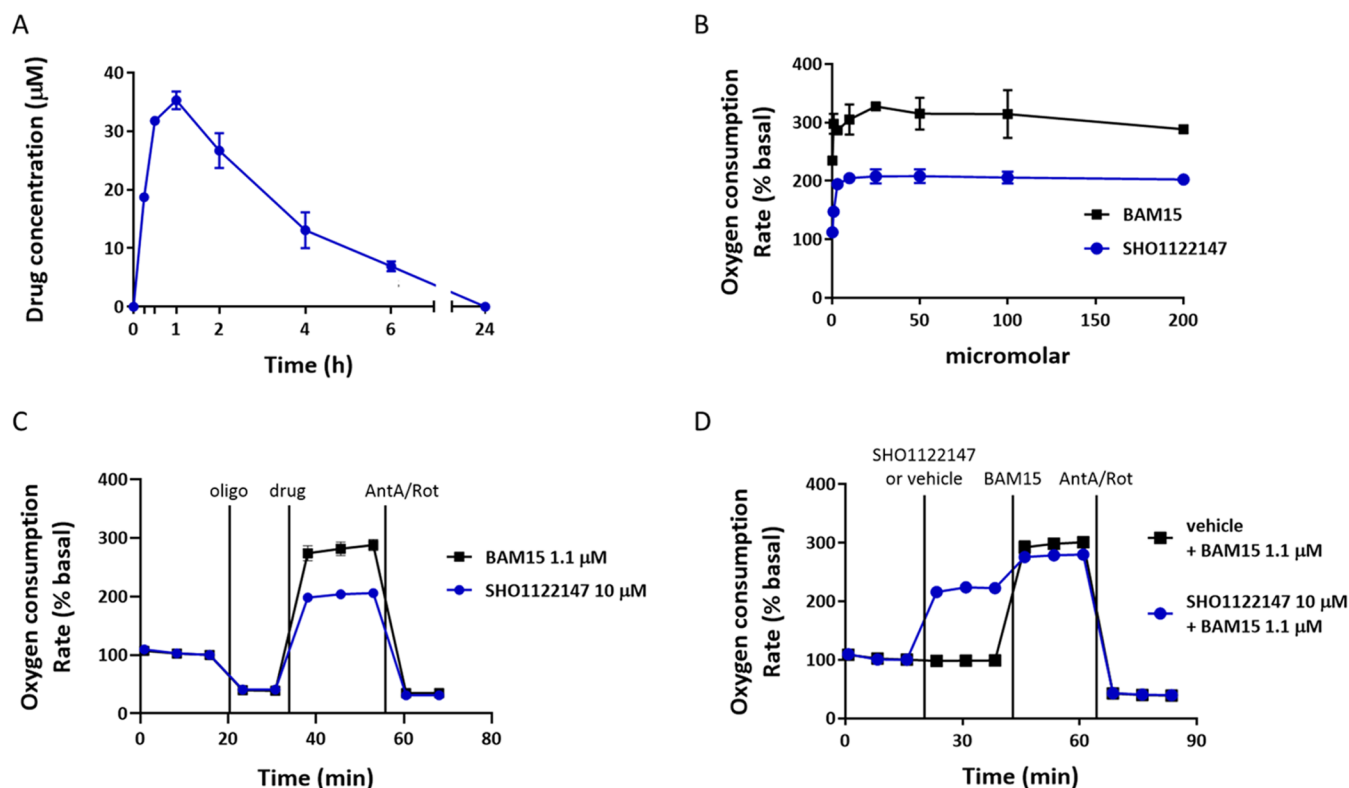 A
Drug concentration (μM)
40
30
20
10
0
0 1 2 4 6 24
Time (h)
B
Oxygen consumption
Rate (% basal)
400
300
200
100
0
BAM15
SHO1122147
0 50 100 150 200
micromolar
C
Oxygen consumption
Rate (% basal)
400
300
200
100
0
oligo drug AntA/Rot
BAM15 1.1 μM
SHO1122147 10 μM
0 20 40 60 80
Time (min)
D
Oxygen consumption
Rate (% basal)
400
300
200
100
0
SHO1122147
or vehicle BAM15 AntA/Rot
vehicle
+ BAM15 1.1 μM
SHO1122147 10 μM
+ BAM15 1.1 μM
0 30 60 90
Time (min)